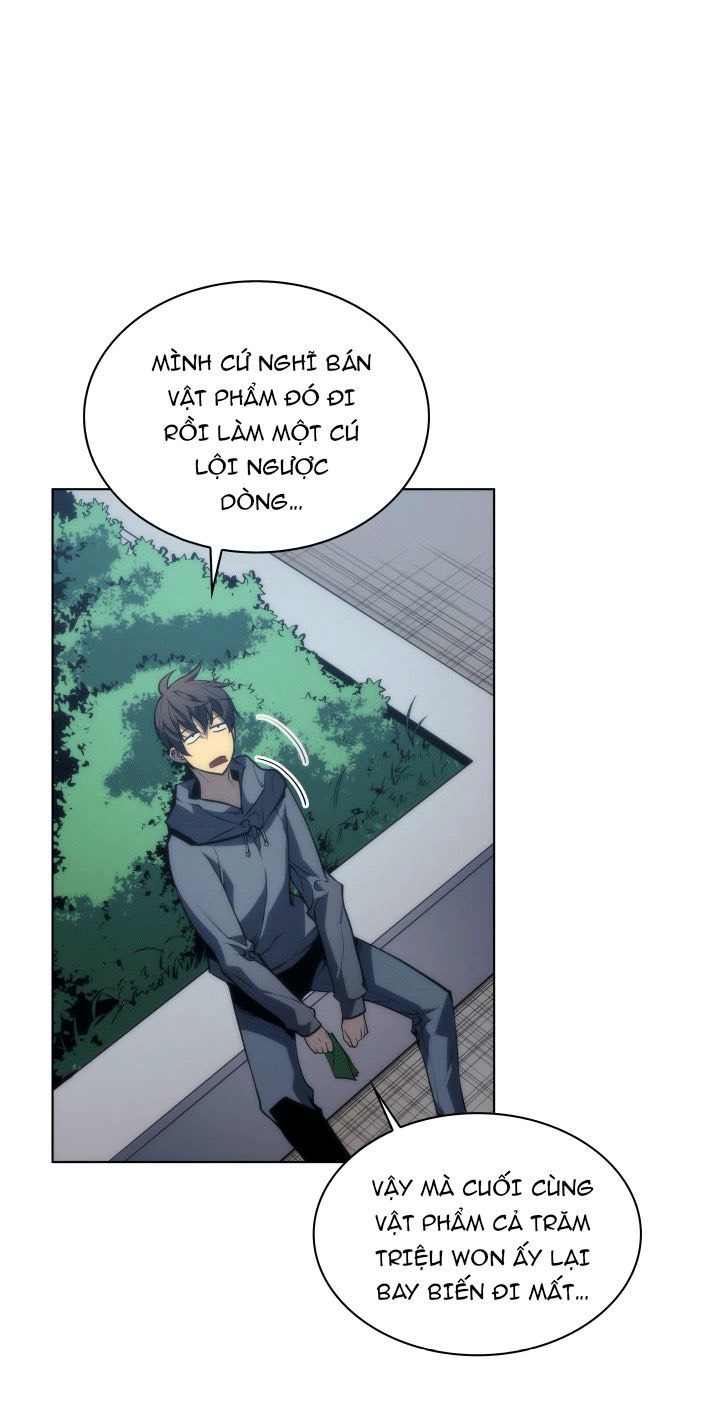 MÌNH CỨ NGHĨ BÁN
VẬT PHẨM ĐÓ ĐI
RỒI LÀM MỘT CÚ
LỘI NGƯỢC
DÒNG...
VẬY MÀ CUỐI CÙNG
VẬT PHẨM CẢ TRĂM
TRIỆU WON ẤY LẠI
BAY BIẾN ĐI MẤT...